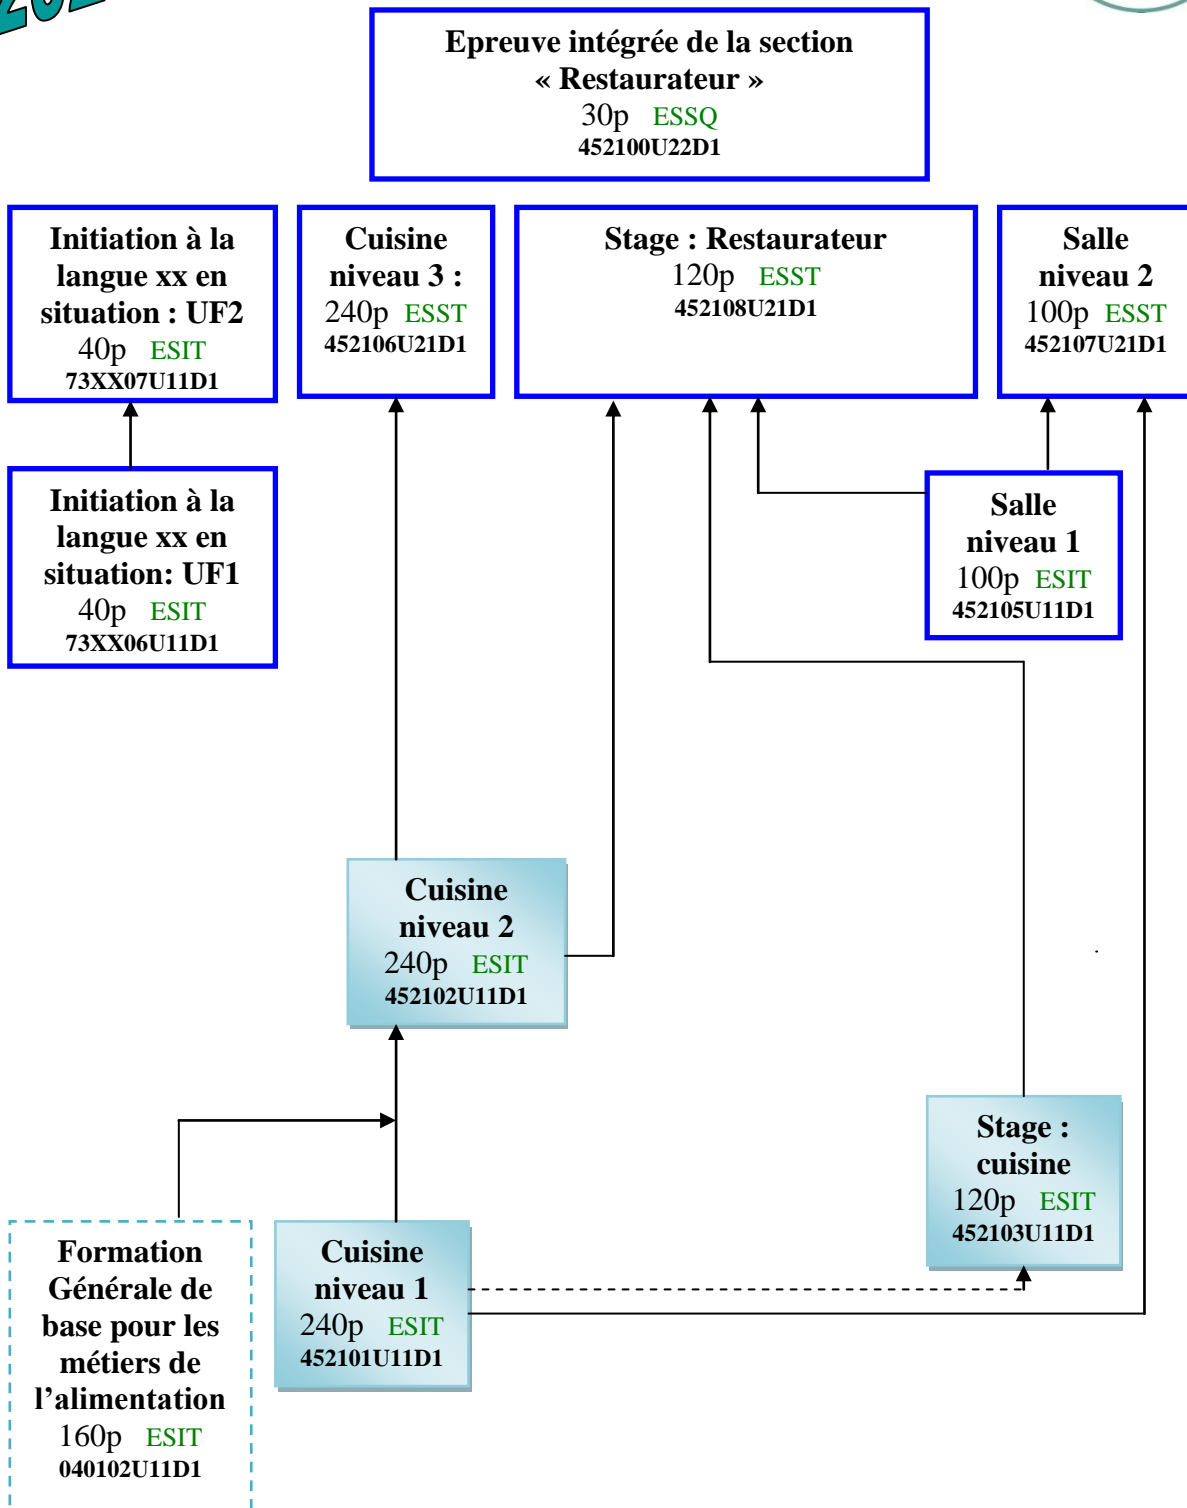 Epreuve intégrée de la section
« Restaurateur »
30p ESSQ
452100U22D1
Initiation à la
langue xx en
situation : UF2
40p ESIT
73XX07U11D1
Cuisine
niveau 3 :
240p ESST
452106U21D1
Stage : Restaurateur
120p ESST
452108U21D1
Salle
niveau 2
100p ESST
452107U21D1
Initiation à la
langue xx en
situation: UF1
40p ESIT
73XX06U11D1
Salle
niveau 1
100p ESIT
452105U11D1
Cuisine
niveau 2
240p ESIT
452102U11D1
Stage :
cuisine
120p ESIT
452103U11D1
Formation
Générale de
base pour les
métiers de
l’alimentation
160p ESIT
040102U11D1
Cuisine
niveau 1
240p ESIT
452101U11D1